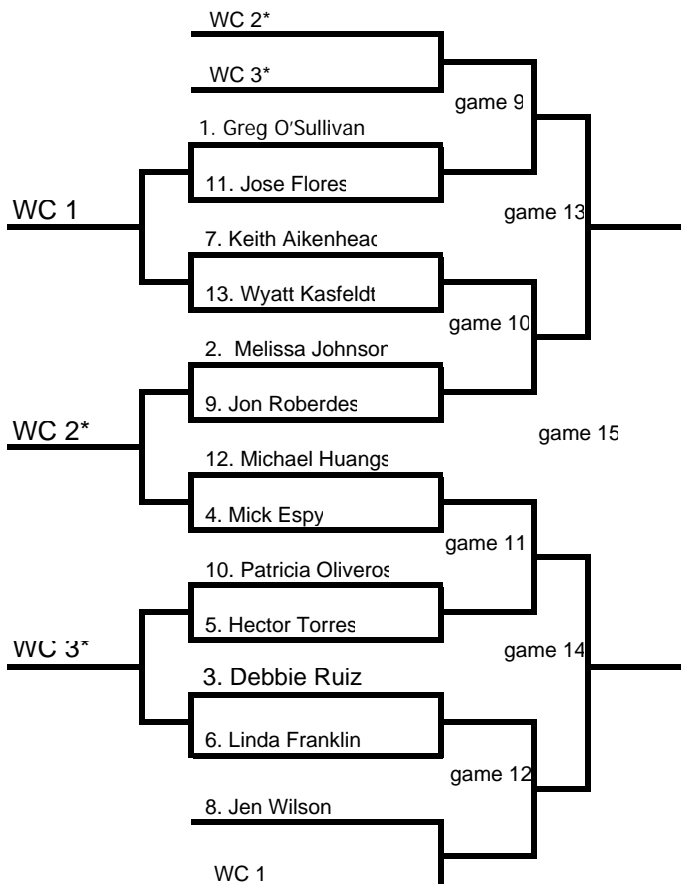 WC 2*
WC 3*
game 9
1. Greg O'Sullivan
11. Jose Flores
WC 1
game 13
7. Keith Aikenhead
13. Wyatt Kasfeldt
game 10
2. Melissa Johnson
9. Jon Roberdes
WC 2*
game 15
12. Michael Huangs
4. Mick Espy
game 11
10. Patricia Oliveros
5. Hector Torres
WC 3*
game 14
3. Debbie Ruiz
6. Linda Franklin
game 12
8. Jen Wilson
WC 1